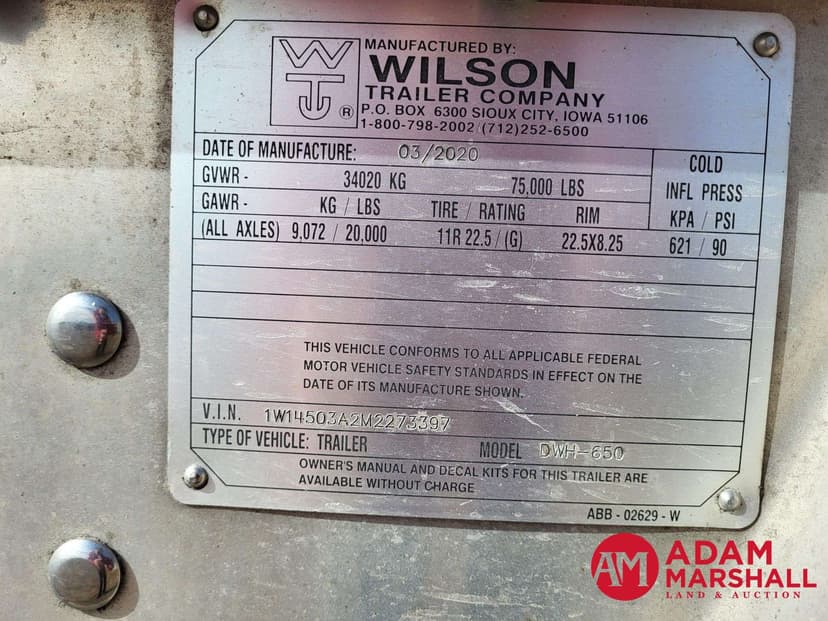 WT
®
MANUFACTURED BY:
WILSON
TRAILER COMPANY
P.O. BOX 6300 SIOUX CITY, IOWA 51106
1-800-798-2002/(712)252-6500
DATE OF MANUFACTURE: 03/2020
COLD
INFL PRESS
KPA / PSI
GVWR - 34020 KG 75,000 LBS
GAWR - KG / LBS TIRE / RATING RIM
(ALL AXLES) 9,072 / 20,000 11R 22.5 / (G) 22.5X8.25 621 / 90
THIS VEHICLE CONFORMS TO ALL APPLICABLE FEDERAL
MOTOR VEHICLE SAFETY STANDARDS IN EFFECT ON THE
DATE OF ITS MANUFACTURE SHOWN.
V.I.N. 1W14503A2M2273397
TYPE OF VEHICLE: TRAILER MODEL DWH-650
OWNER'S MANUAL AND DECAL KITS FOR THIS TRAILER ARE
AVAILABLE WITHOUT CHARGE
ABB - 02629 - W
AM ADAM
MARSHALL
LAND & AUCTION